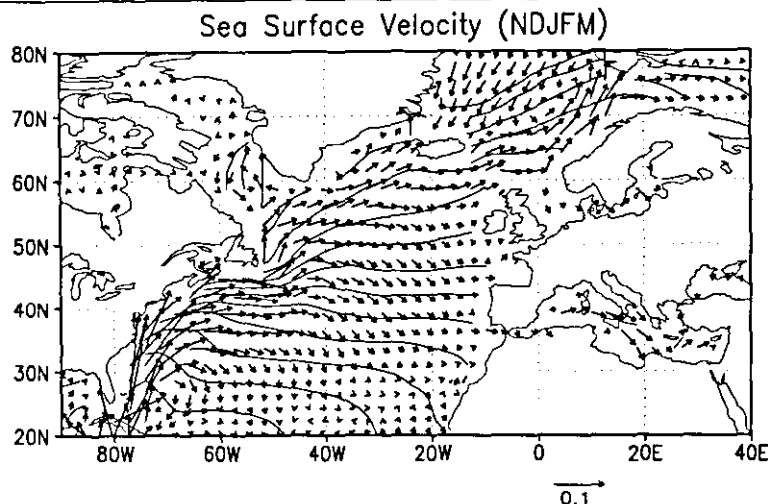 Sea Surface Velocity (NDJFM)
80N
70N
60N
50N
40N
30N
20N
80W 60W 40W 20W 0 20E 40E
0.1